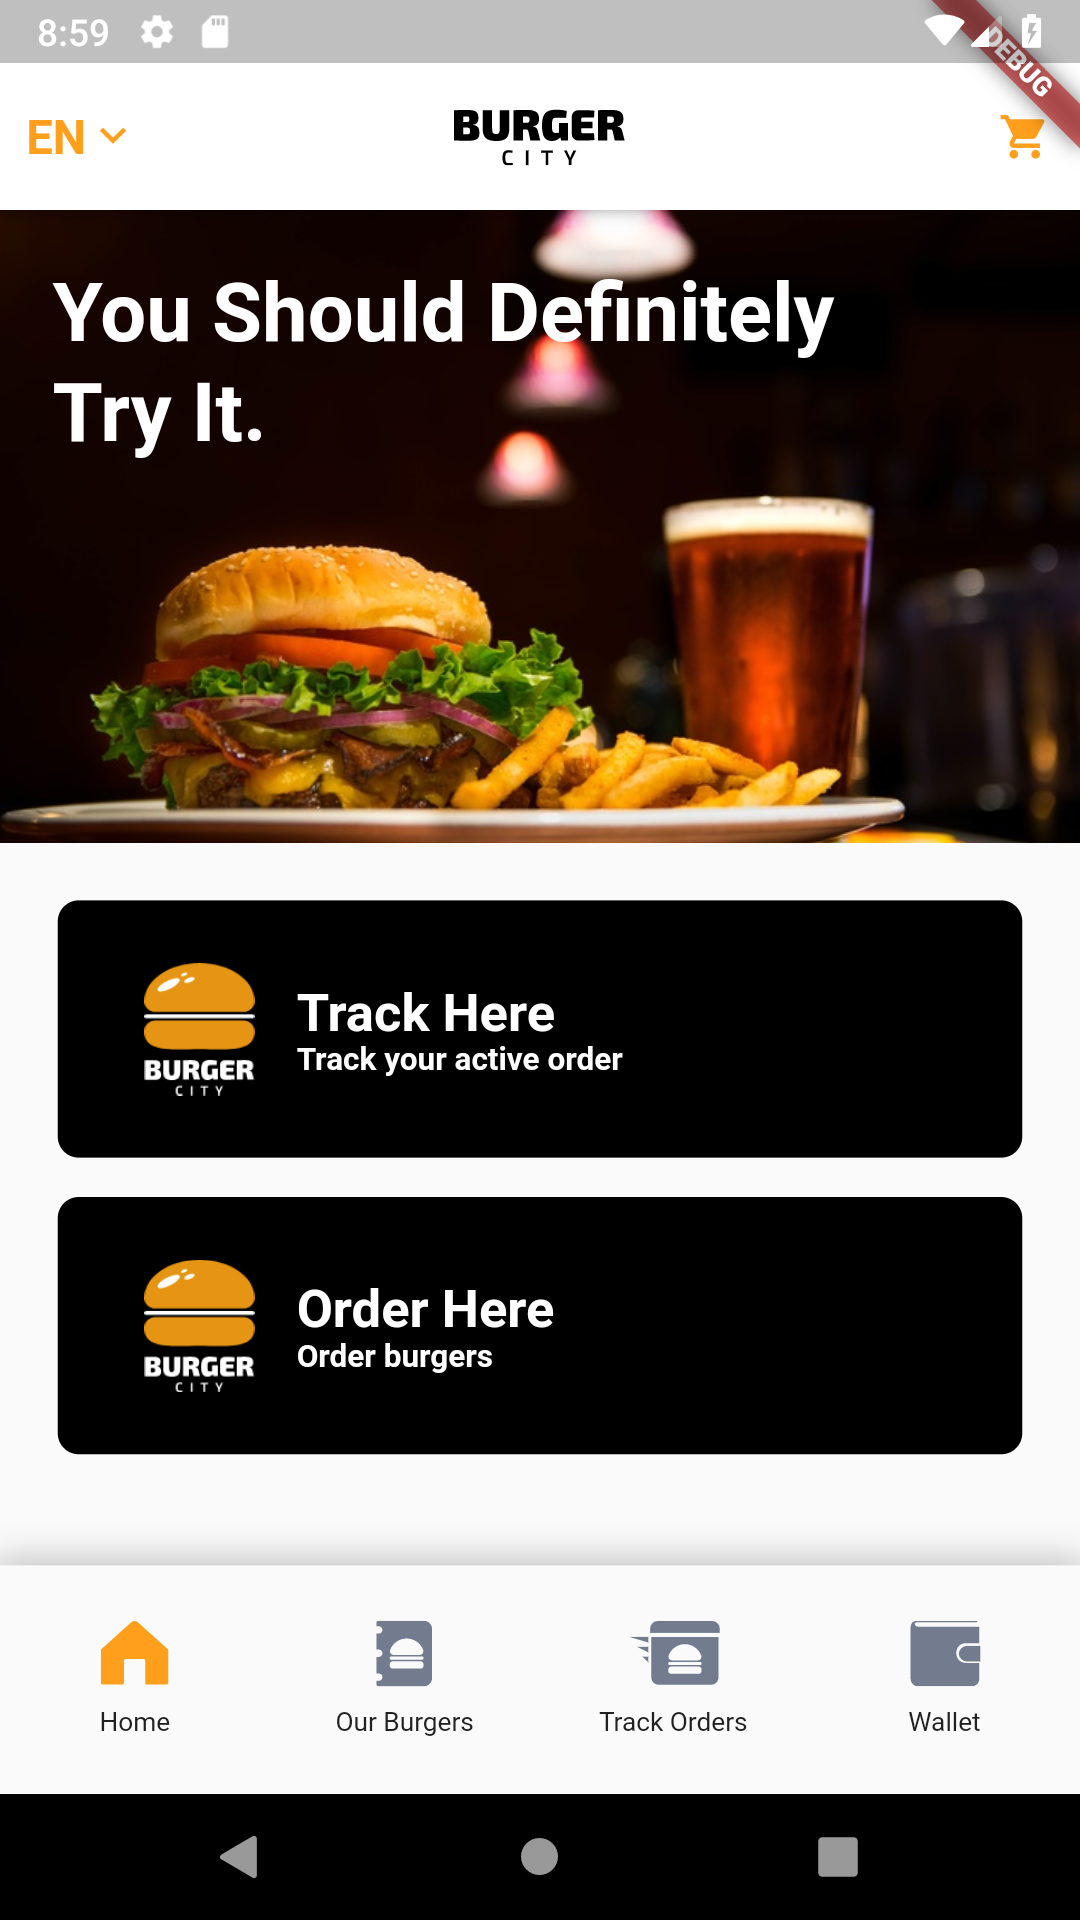 8:59
DEBUG
EN
BURGER
CITY
You Should Definitely
Try It.
BURGER
CITY
Track Here
Track your active order
BURGER
CITY
Order Here
Order burgers
Home
Our Burgers
Track Orders
Wallet